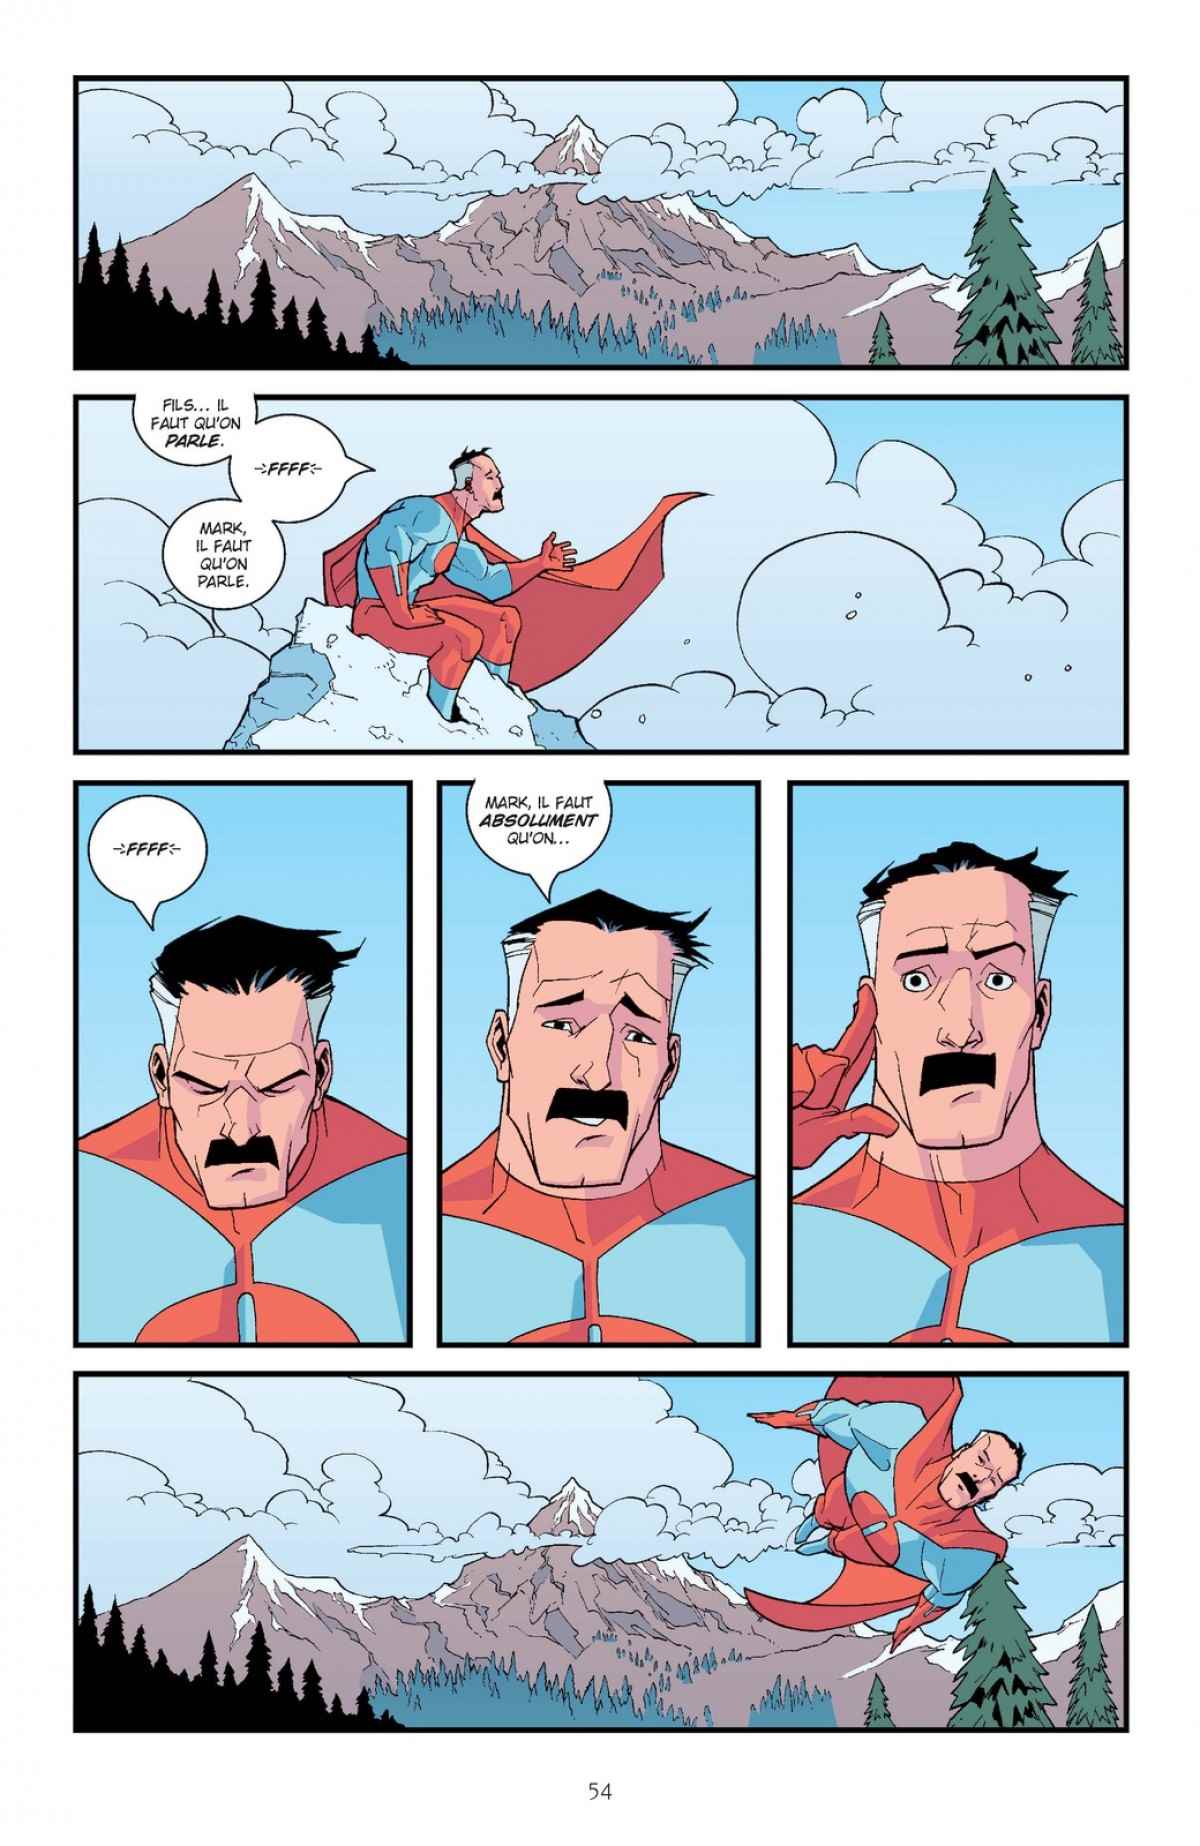 FILS... IL
FAUT QU'ON
PARLE.
-FFFF-
MARK,
IL FAUT
QU'ON
PARLE.
-FFFF-
MARK, IL FAUT
ABSOLUMENT
QU'ON...
54